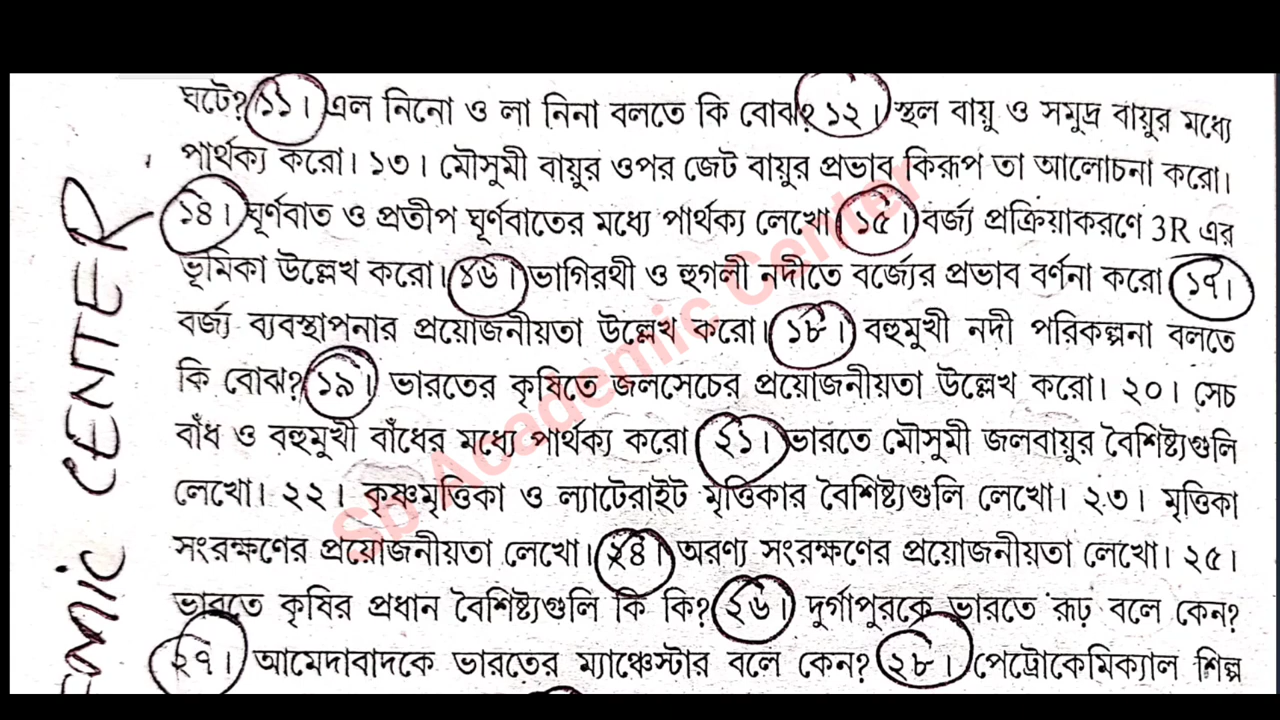 ঘটে? ১১। এল নিনো ও লা নিনা বলতে কি বোঝ? ১২। স্থল বায়ু ও সমুদ্র বায়ুর মধ্যে
পার্থক্য করো। ১৩। মৌসুমী বায়ুর ওপর জেট বায়ুর প্রভাব কিরূপ তা আলোচনা করো।
১৪। ঘূর্ণবাত ও প্রতীপ ঘূর্ণবাতের মধ্যে পার্থক্য লেখো। ১৫। বর্জ্য প্রক্রিয়াকরণে 3R এর
ভূমিকা উল্লেখ করো। ১৬। ভাগিরথী ও হুগলী নদীতে বর্জ্যের প্রভাব বর্ণনা করো। ১৭।
বর্জ্য ব্যবস্থাপনার প্রয়োজনীয়তা উল্লেখ করো। ১৮। বহুমুখী নদী পরিকল্পনা বলতে
কি বোঝ? ১৯। ভারতের কৃষিতে জলসেচের প্রয়োজনীয়তা উল্লেখ করো। ২০। সেচ
বাঁধ ও বহুমুখী বাঁধের মধ্যে পার্থক্য করো। ২১। ভারতে মৌসুমী জলবায়ুর বৈশিষ্ট্যগুলি
লেখো। ২২। কৃষ্ণমৃত্তিকা ও ল্যাটেরাইট মৃত্তিকার বৈশিষ্ট্যগুলি লেখো। ২৩। মৃত্তিকা
সংরক্ষণের প্রয়োজনীয়তা লেখো। ২৪। অরণ্য সংরক্ষণের প্রয়োজনীয়তা লেখো। ২৫।
ভারতে কৃষির প্রধান বৈশিষ্ট্যগুলি কি কি? ২৬। দুর্গাপুরকে ভারতে রূঢ় বলে কেন?
২৭। আমেদাবাদকে ভারতের ম্যাঞ্চেস্টার বলে কেন? ২৮। পেট্রোকেমিক্যাল শিল্প
Sb Academiic Center
CENTER